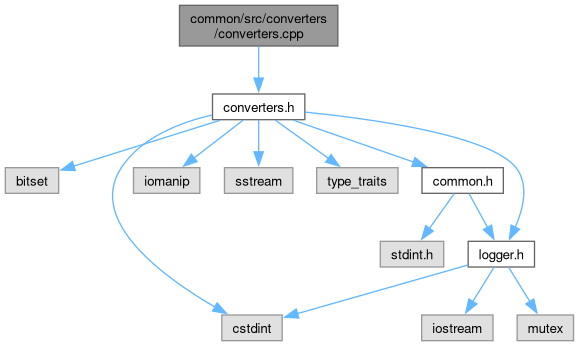 common/src/converters
/converters.cpp
converters.h
bitset
iomanip
sstream
type_traits
common.h
stdint.h
logger.h
cstdint
iostream
mutex